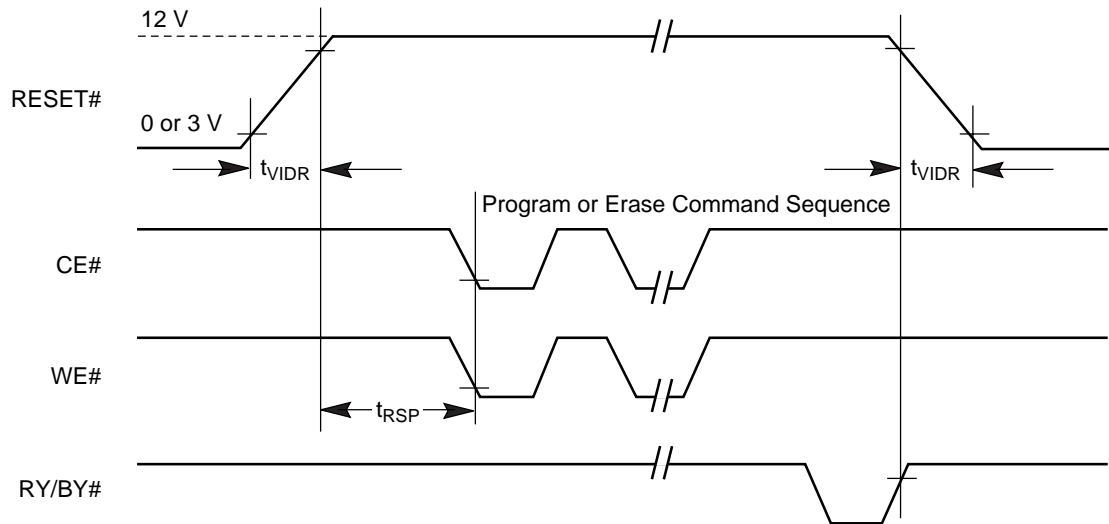 12 V
RESET#
0 or 3 V
tVIDR
tVIDR
Program or Erase Command Sequence
CE#
WE#
tRSP
RY/BY#